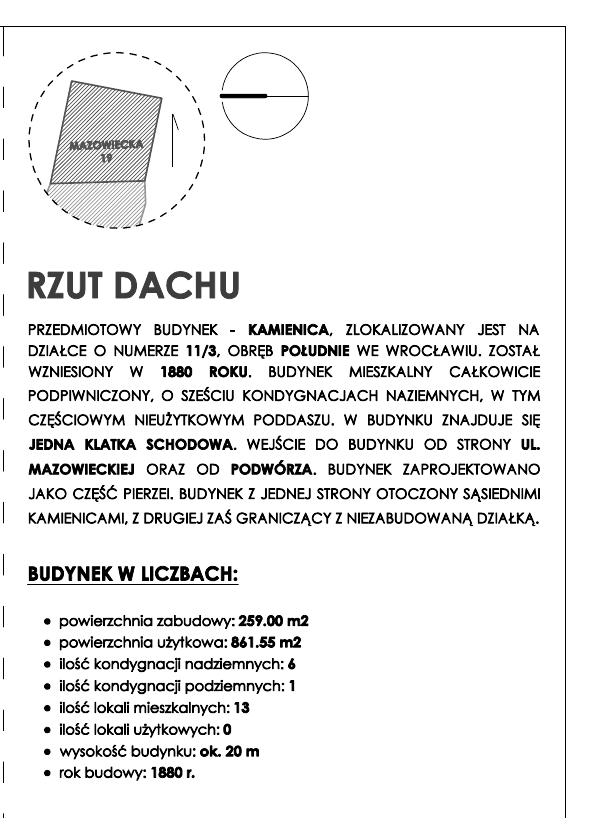 MAZOWIECKA
19
RZUT DACHU
PRZEDMIOTOWY BUDYNEK - KAMIENICA, ZLOKALIZOWANY JEST NA
DZIAŁCE O NUMERZE 11/3, OBRĘB POŁUDNIE WE WROCŁAWIU. ZOSTAŁ
WZNIESIONY W 1880 ROKU. BUDYNEK MIESZKALNY CAŁKOWICIE
PODPIWNICZONY, O SZEŚCIU KONDYGNACJACH NAZIEMNYCH, W TYM
CZĘŚCIOWYM NIEUŻYTKOWYM PODDASZU. W BUDYNKU ZNAJDUJE SIĘ
JEDNA KLATKA SCHODOWA. WEJŚCIE DO BUDYNKU OD STRONY UL.
MAZOWIECKIEJ ORAZ OD PODWÓRZA. BUDYNEK ZAPROJEKTOWANO
JAKO CZĘŚĆ PIERZEI. BUDYNEK Z JEDNEJ STRONY OTOCZONY SĄSIEDNIMI
KAMIENICAMI, Z DRUGIEJ ZAŚ GRANICZĄCY Z NIEZABUDOWANĄ DZIAŁKĄ.
BUDYNEK W LICZBACH:
• powierzchnia zabudowy: 259.00 m2
• powierzchnia użytkowa: 861.55 m2
• ilość kondygnacji nadziemnych: 6
• ilość kondygnacji podziemnych: 1
• ilość lokali mieszkalnych: 13
• ilość lokali użytkowych: 0
• wysokość budynku: ok. 20 m
• rok budowy: 1880 r.